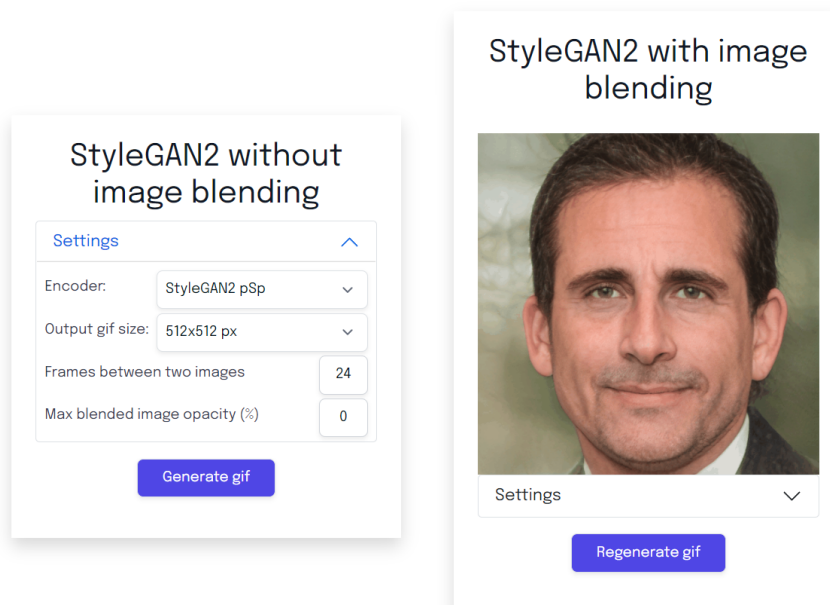 StyleGAN2 without
image blending
Settings
Encoder:
StyleGAN2 pSp
Output gif size:
512x512 px
Frames between two images
24
Max blended image opacity (%)
0
Generate gif
StyleGAN2 with image
blending
Settings
Regenerate gif